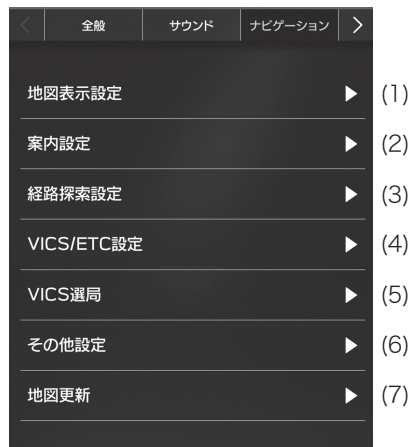 全般 サウンド ナビゲーション
地図表示設定 (1)
案内設定 (2)
経路探索設定 (3)
VICS/ETC設定 (4)
VICS選局 (5)
その他設定 (6)
地図更新 (7)